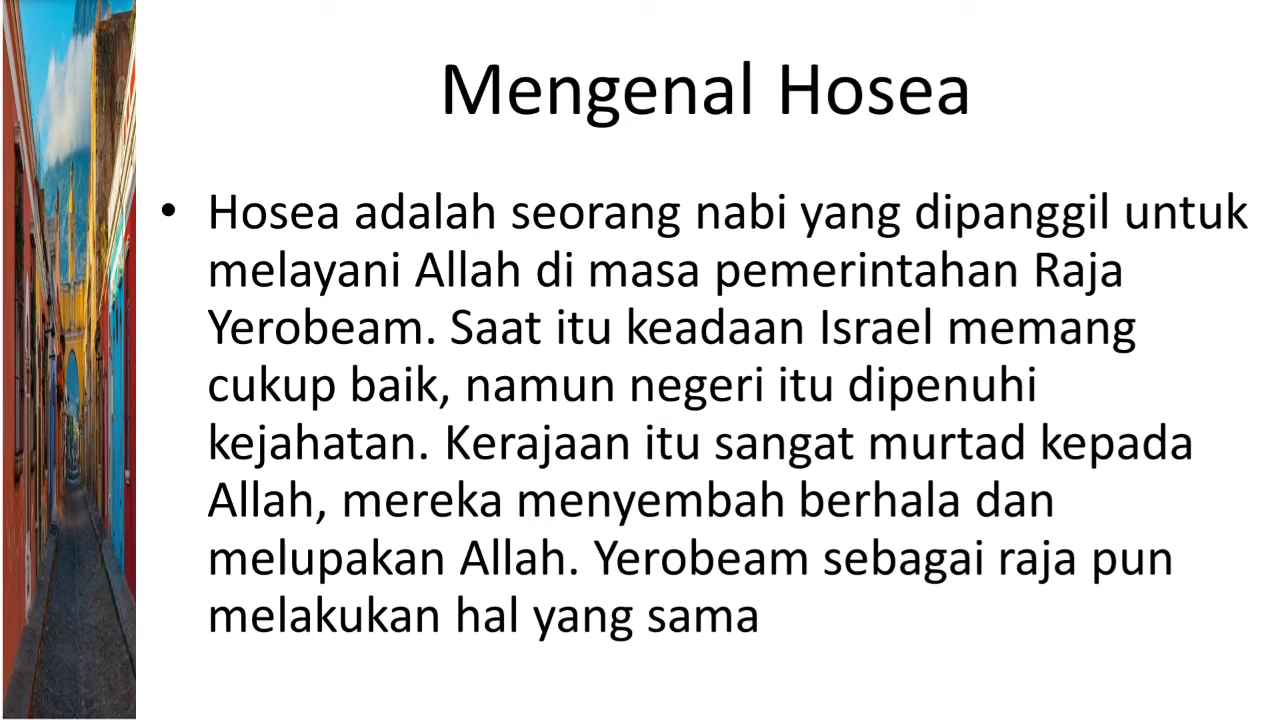 Mengenal Hosea
• Hosea adalah seorang nabi yang dipanggil untuk
melayani Allah di masa pemerintahan Raja
Yerobeam. Saat itu keadaan Israel memang
cukup baik, namun negeri itu dipenuhi
kejahatan. Kerajaan itu sangat murtad kepada
Allah, mereka menyembah berhala dan
melupakan Allah. Yerobeam sebagai raja pun
melakukan hal yang sama